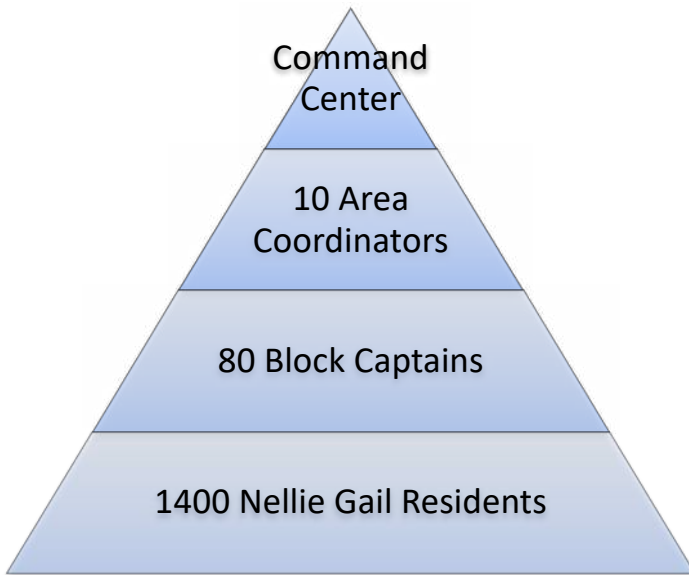 Command
Center
10 Area
Coordinators
80 Block Captains
1400 Nellie Gail Residents